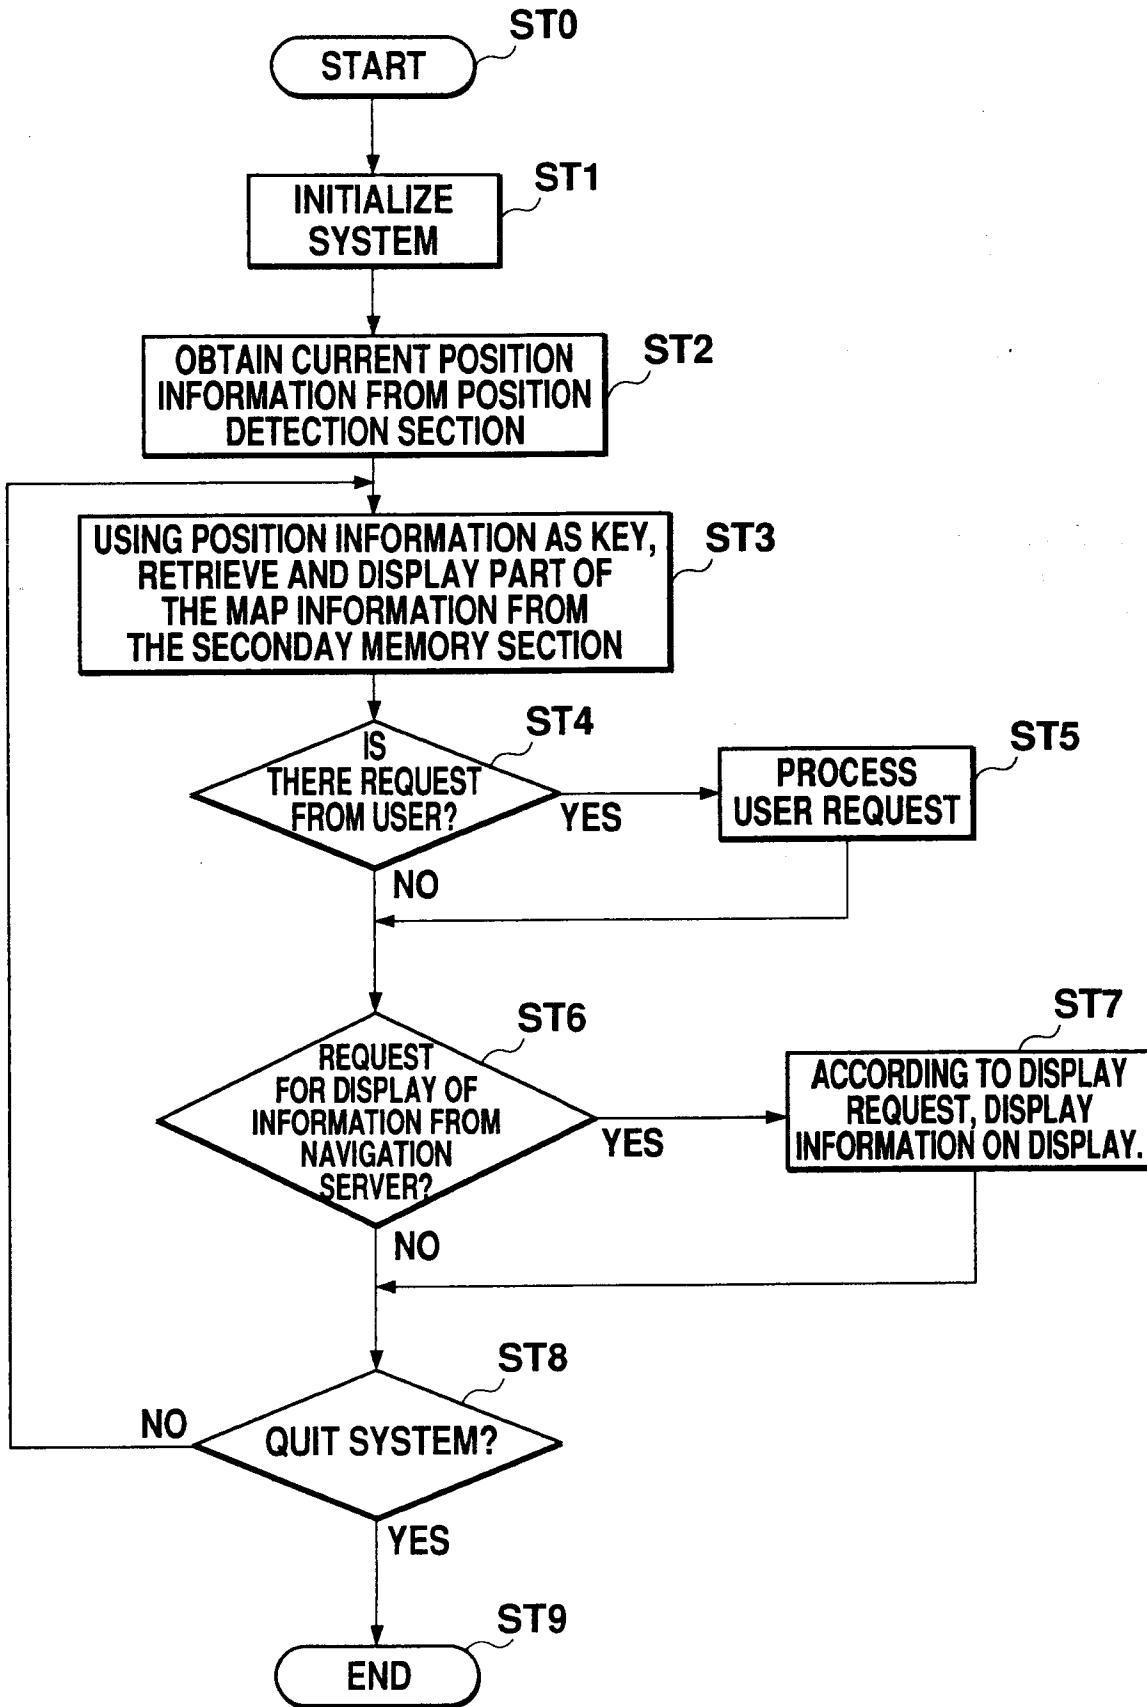 ST0
START
ST1
INITIALIZE
SYSTEM
ST2
OBTAIN CURRENT POSITION
INFORMATION FROM POSITION
DETECTION SECTION
ST3
USING POSITION INFORMATION AS KEY,
RETRIEVE AND DISPLAY PART OF
THE MAP INFORMATION FROM
THE SECONDAY MEMORY SECTION
ST4
IS
THERE REQUEST
FROM USER?
YES
NO
ST5
PROCESS
USER REQUEST
ST6
REQUEST
FOR DISPLAY OF
INFORMATION FROM
NAVIGATION
SERVER?
YES
NO
ST7
ACCORDING TO DISPLAY
REQUEST, DISPLAY
INFORMATION ON DISPLAY.
ST8
QUIT SYSTEM?
NO
YES
ST9
END